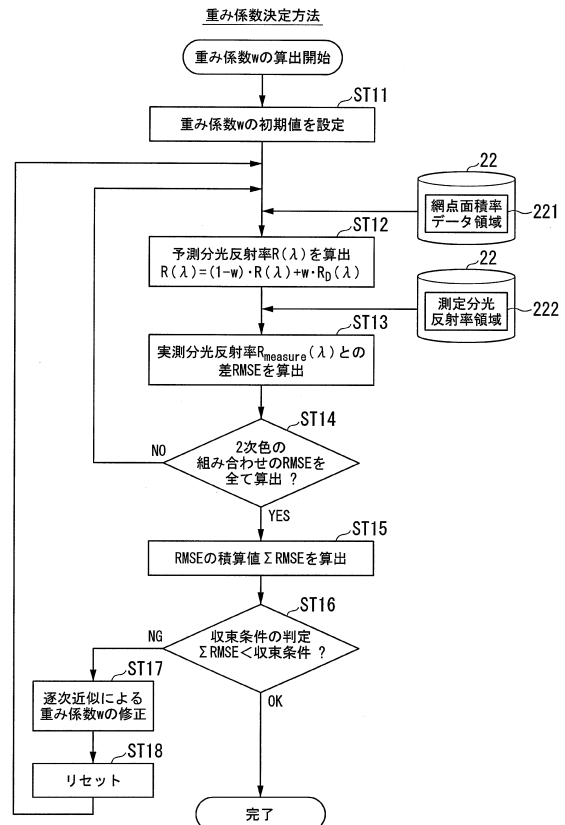 重み係数決定方法
重み係数wの算出開始
ST11
重み係数wの初期値を設定
22
網点面積率
データ領域
221
ST12
予測分光反射率R(λ)を算出
R(λ)=(1-w)・R(λ)+w・R_D(λ)
22
測定分光
反射率領域
222
ST13
実測分光反射率R_measure(λ)との
差RMSEを算出
ST14
2次色の
組み合わせのRMSEを
全て算出 ?
NO
YES
ST15
RMSEの積算値ΣRMSEを算出
ST16
収束条件の判定
ΣRMSE<収束条件 ?
NG
OK
ST17
逐次近似による
重み係数wの修正
ST18
リセット
完了